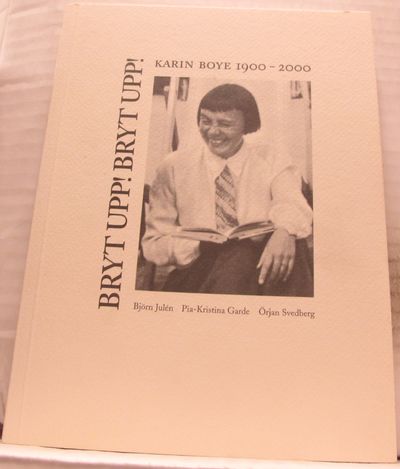 KARIN BOYE 1900–2000
BRYT UPP! BRYT UPP!
Björn Julén Pia-Kristina Garde Örjan Svedberg